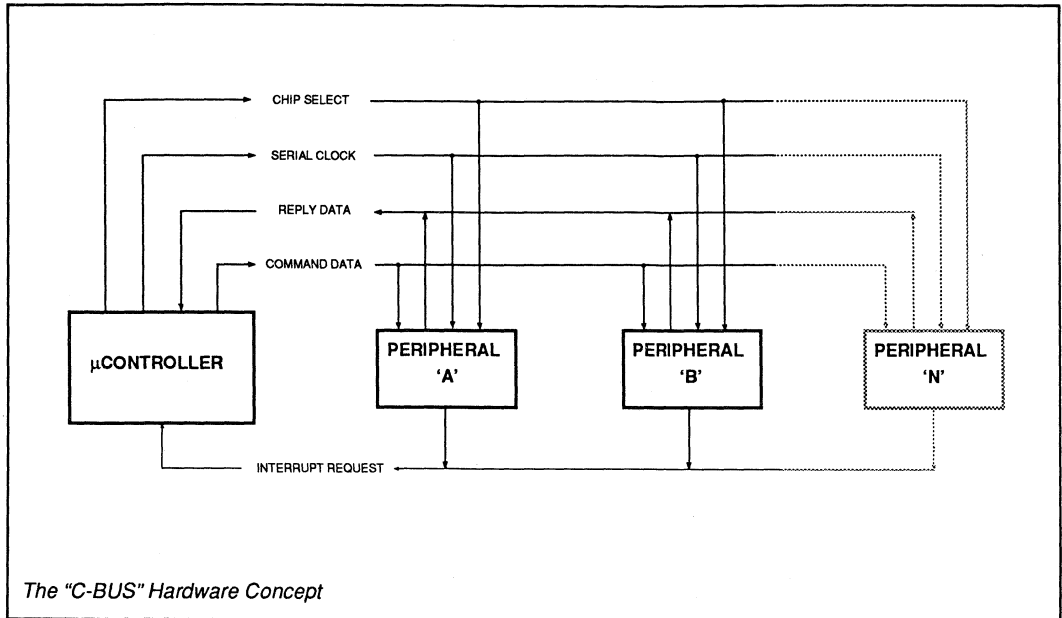 CHIP SELECT
SERIAL CLOCK
REPLY DATA
COMMAND DATA
µCONTROLLER
PERIPHERAL
‘A’
PERIPHERAL
‘B’
PERIPHERAL
‘N’
INTERRUPT REQUEST
The “C-BUS” Hardware Concept